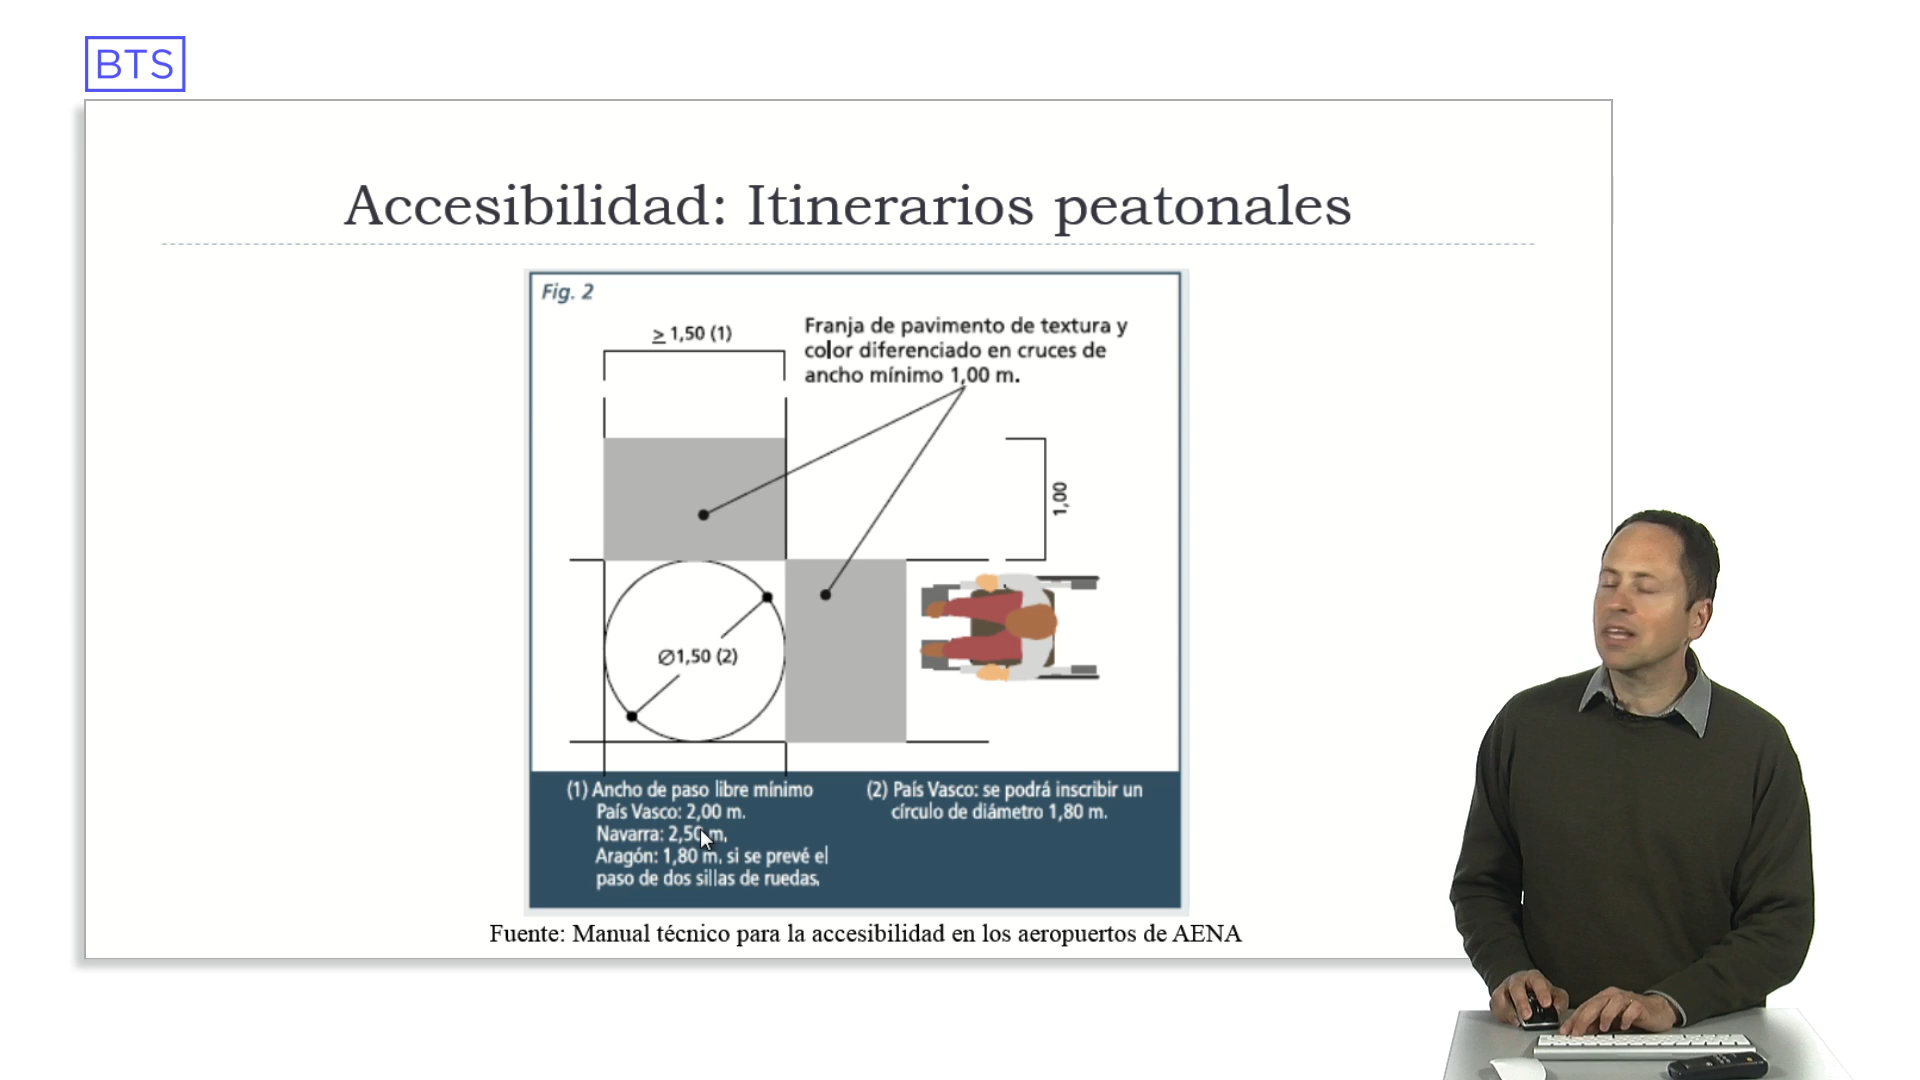 BTS
Accesibilidad: Itinerarios peatonales
Fig. 2
≥ 1,50 (1)
Franja de pavimento de textura y
color diferenciado en cruces de
ancho mínimo 1,00 m.
1,00
∅1,50 (2)
(1) Ancho de paso libre mínimo
País Vasco: 2,00 m.
Navarra: 2,50 m.
Aragón: 1,80 m. si se prevé el
paso de dos sillas de ruedas.
(2) País Vasco: se podrá inscribir un
círculo de diámetro 1,80 m.
Fuente: Manual técnico para la accesibilidad en los aeropuertos de AENA